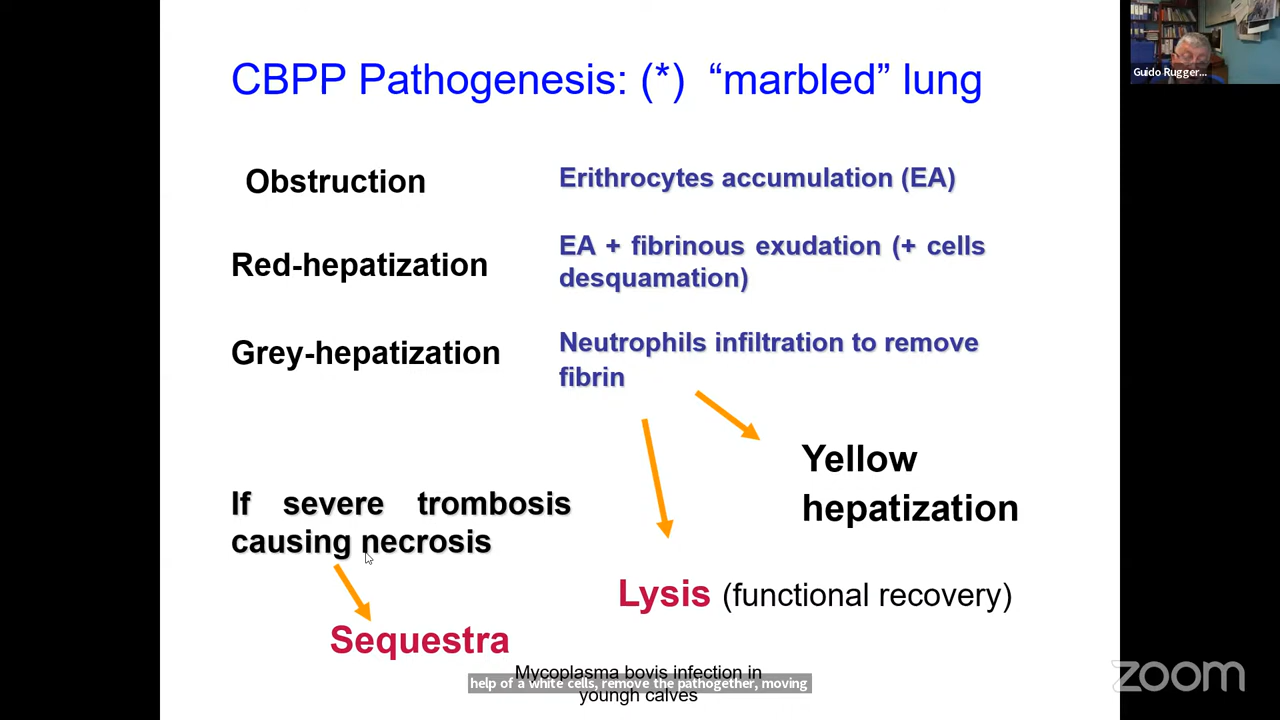 CBPP Pathogenesis: (*) “marbled” lung
Guido Rugger...
Obstruction
Erithrocytes accumulation (EA)
Red-hepatization
EA + fibrinous exudation (+ cells
desquamation)
Grey-hepatization
Neutrophils infiltration to remove
fibrin
Yellow
hepatization
If severe trombosis
causing necrosis
Lysis (functional recovery)
Sequestra
Mycoplasma bovis infection in
youngh calves
help of a white cells, remove the pathogether, moving
zoom